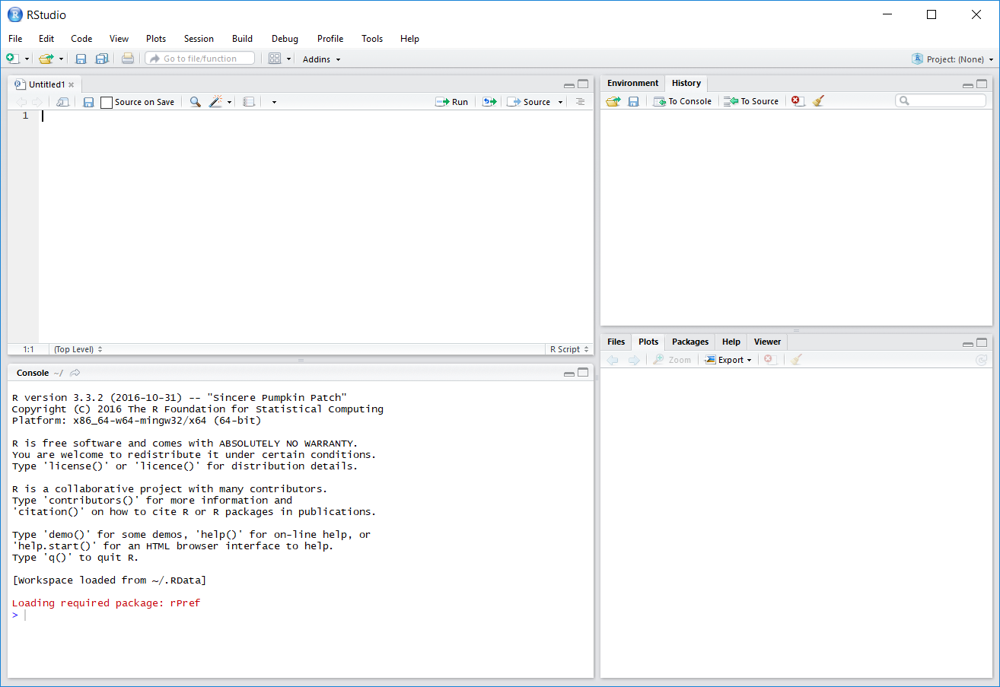 RStudio
File Edit Code View Plots Session Build Debug Profile Tools Help
Go to file/function Addins Project: (None)
Untitled1
Source on Save Run Source
1
1:1 (Top Level) R Script
Console ~/
R version 3.3.2 (2016-10-31) -- "Sincere Pumpkin Patch"
Copyright (C) 2016 The R Foundation for Statistical Computing
Platform: x86_64-w64-mingw32/x64 (64-bit)
R is free software and comes with ABSOLUTELY NO WARRANTY.
You are welcome to redistribute it under certain conditions.
Type 'license()' or 'licence()' for distribution details.
R is a collaborative project with many contributors.
Type 'contributors()' for more information and
'citation()' on how to cite R or R packages in publications.
Type 'demo()' for some demos, 'help()' for on-line help, or
'help.start()' for an HTML browser interface to help.
Type 'q()' to quit R.
[Workspace loaded from ~/.RData]
Loading required package: rPref
>
Environment History
To Console To Source
Files Plots Packages Help Viewer
Zoom Export